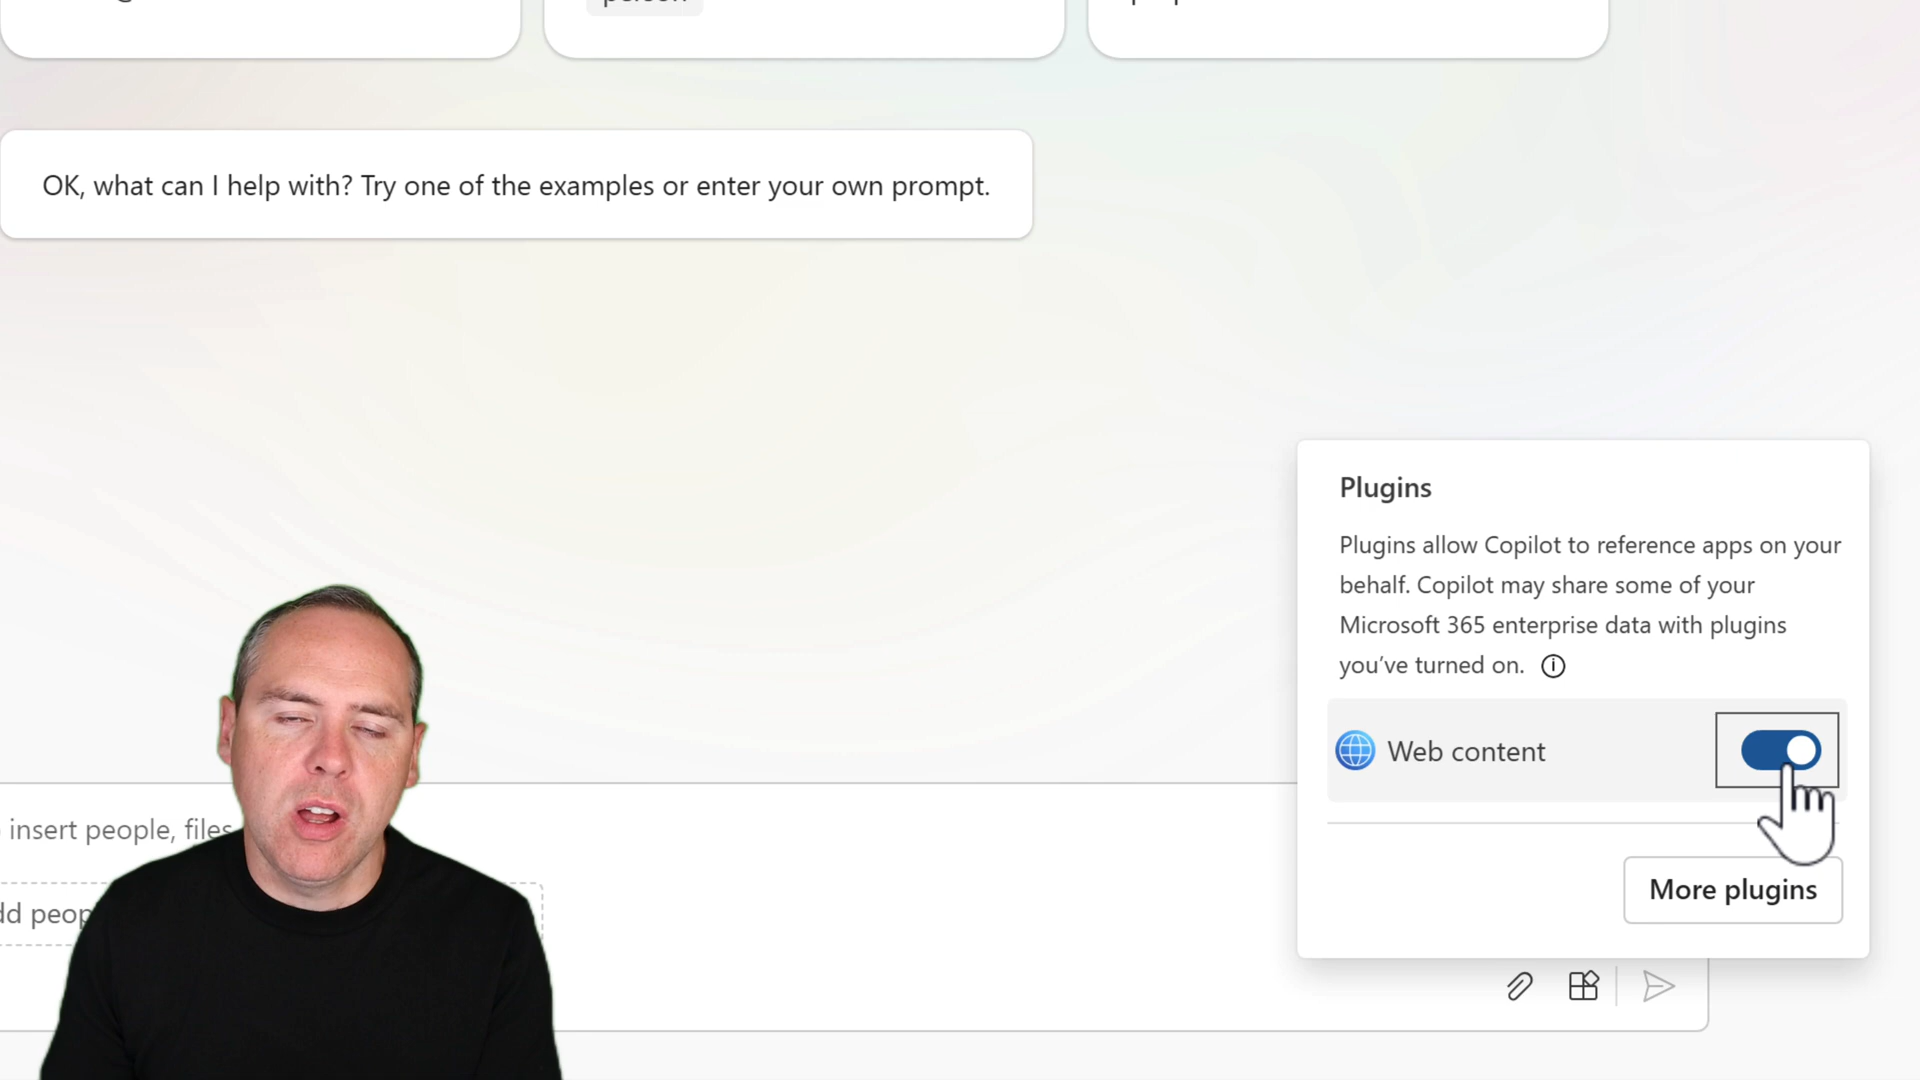 person
OK, what can I help with? Try one of the examples or enter your own prompt.
Plugins
Plugins allow Copilot to reference apps on your
behalf. Copilot may share some of your
Microsoft 365 enterprise data with plugins
you've turned on.
Web content
More plugins
insert people, files